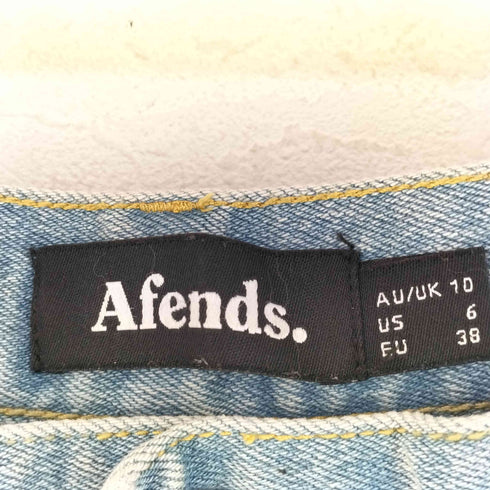 Afends.
AU/UK 10
US 6
EU 38